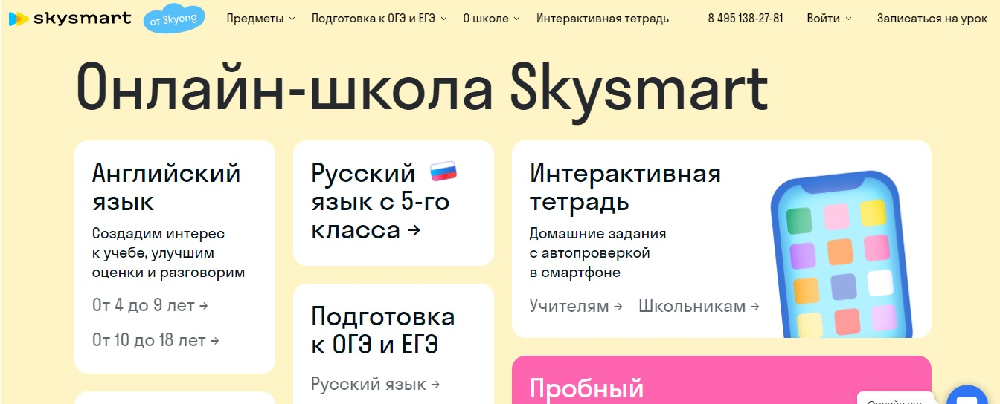 skysmart
от Skyeng
Предметы
Подготовка к ОГЭ и ЕГЭ
О школе
Интерактивная тетрадь
8 495 138-27-81
Войти
Записаться на урок
Онлайн-школа Skysmart
Английский
язык
Создадим интерес
к учебе, улучшим
оценки и разговорим
От 4 до 9 лет →
От 10 до 18 лет →
Русский
язык с 5-го
класса →
Подготовка
к ОГЭ и ЕГЭ
Русский язык →
Интерактивная
тетрадь
Домашние задания
с автопроверкой
в смартфоне
Учителям → Школьникам →
Пробный